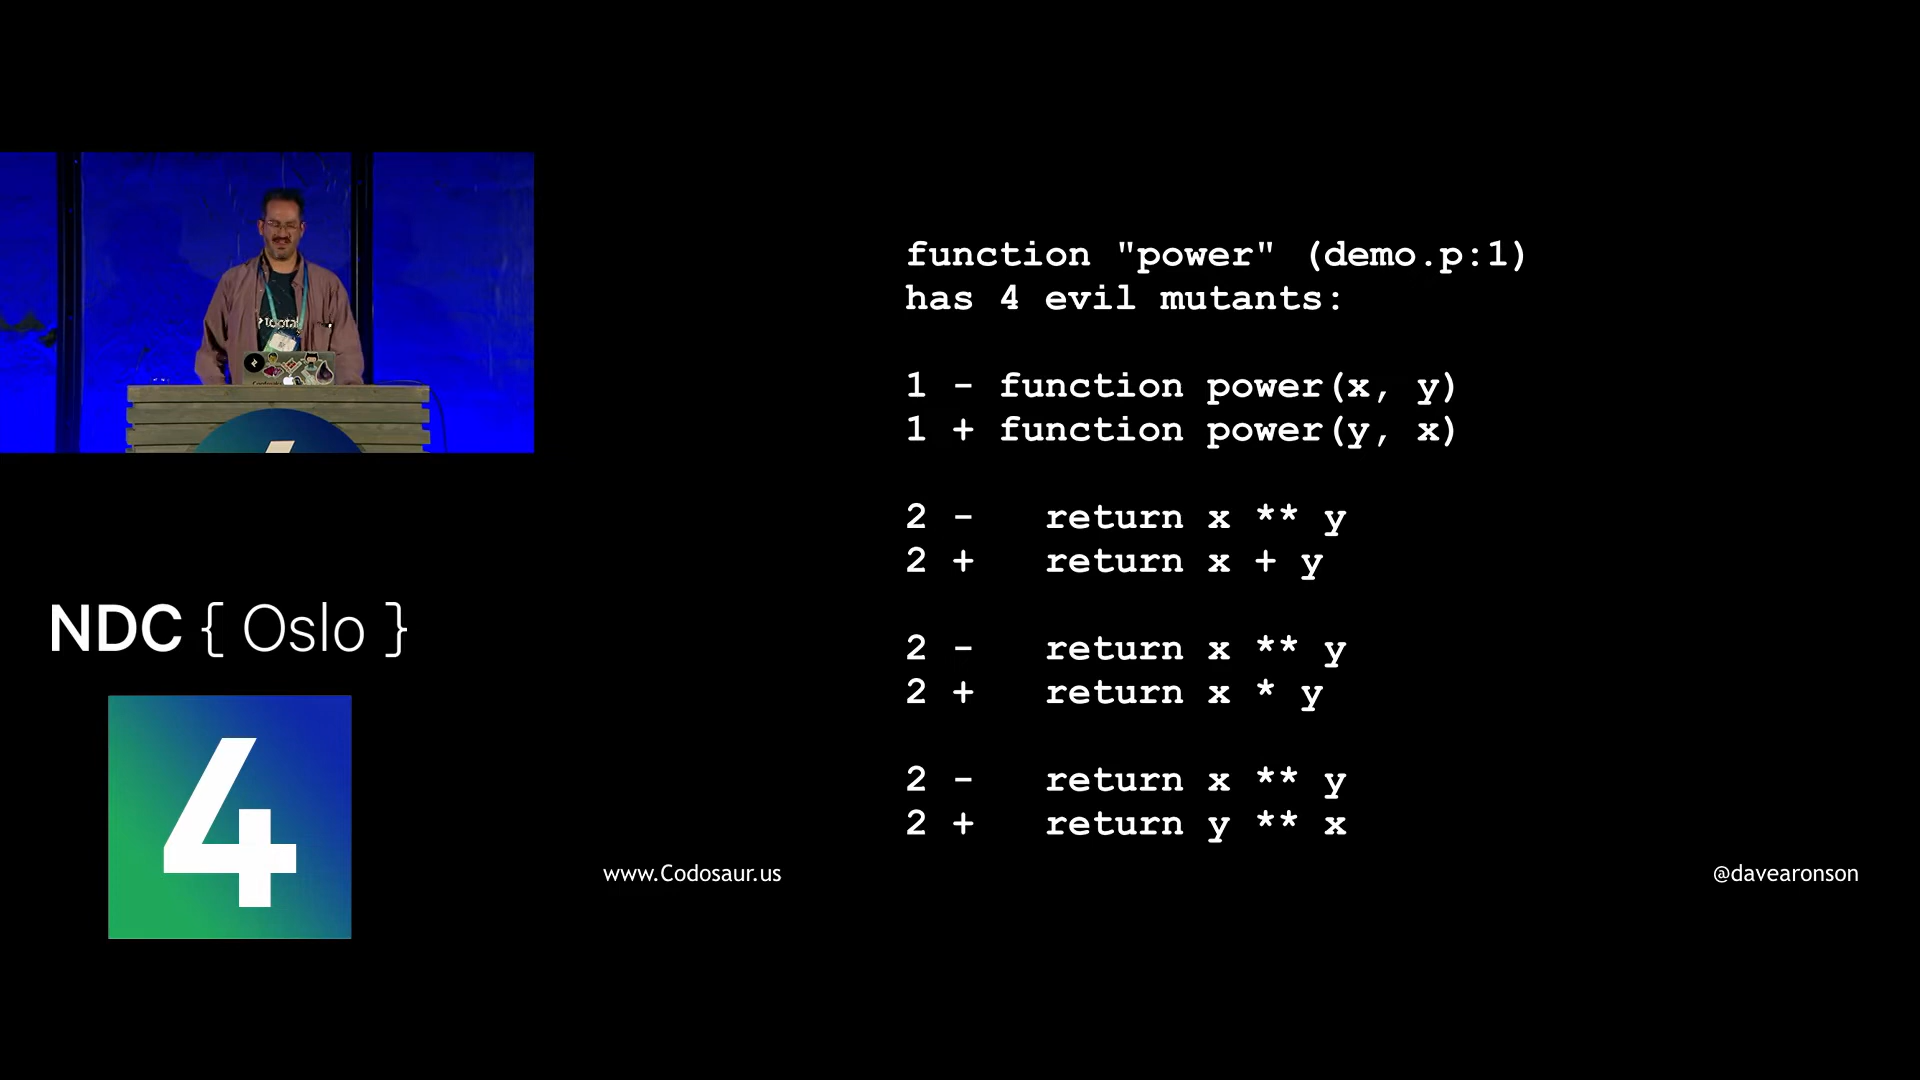 function "power" (demo.p:1)
has 4 evil mutants:
1 - function power(x, y)
1 + function power(y, x)
2 -   return x ** y
2 +   return x + y
2 -   return x ** y
2 +   return x * y
2 -   return x ** y
2 +   return y ** x
www.Codosaur.us
@davearonson
NDC { Oslo }
4